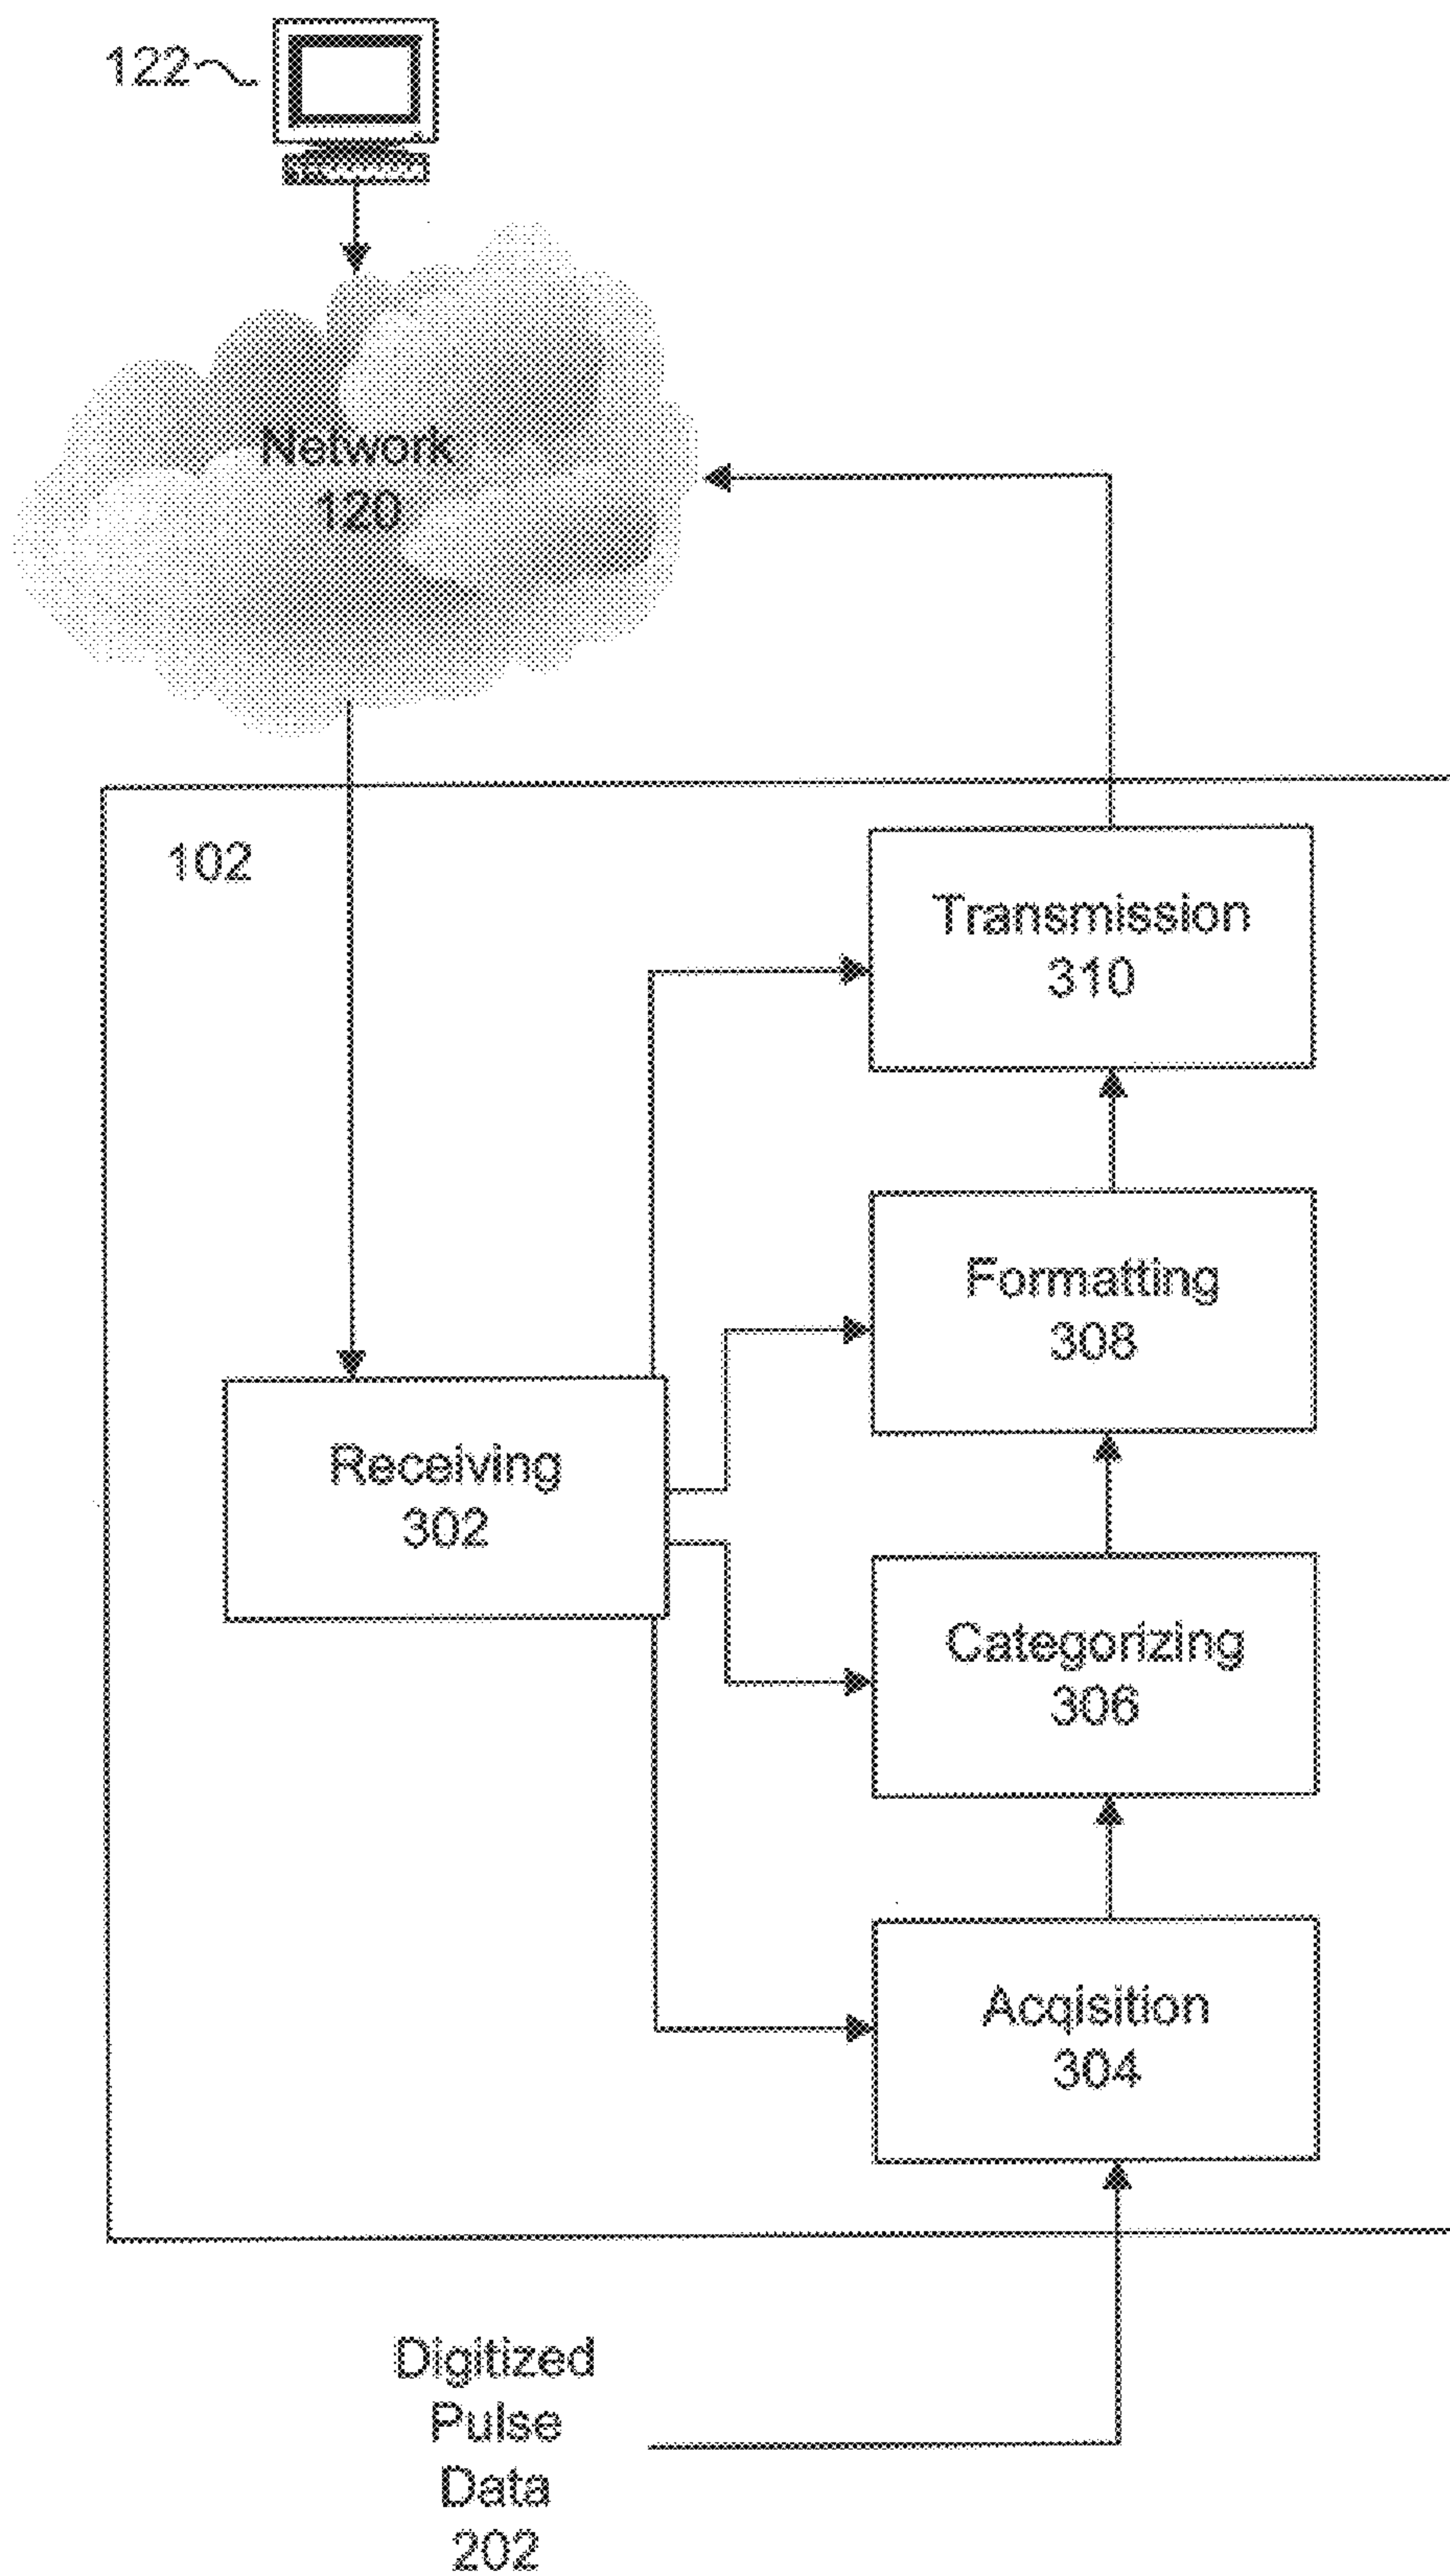 122
Network
120
102
Transmission
310
Formatting
308
Receiving
302
Categorizing
306
Acqisition
304
Digitized
Pulse
Data
202